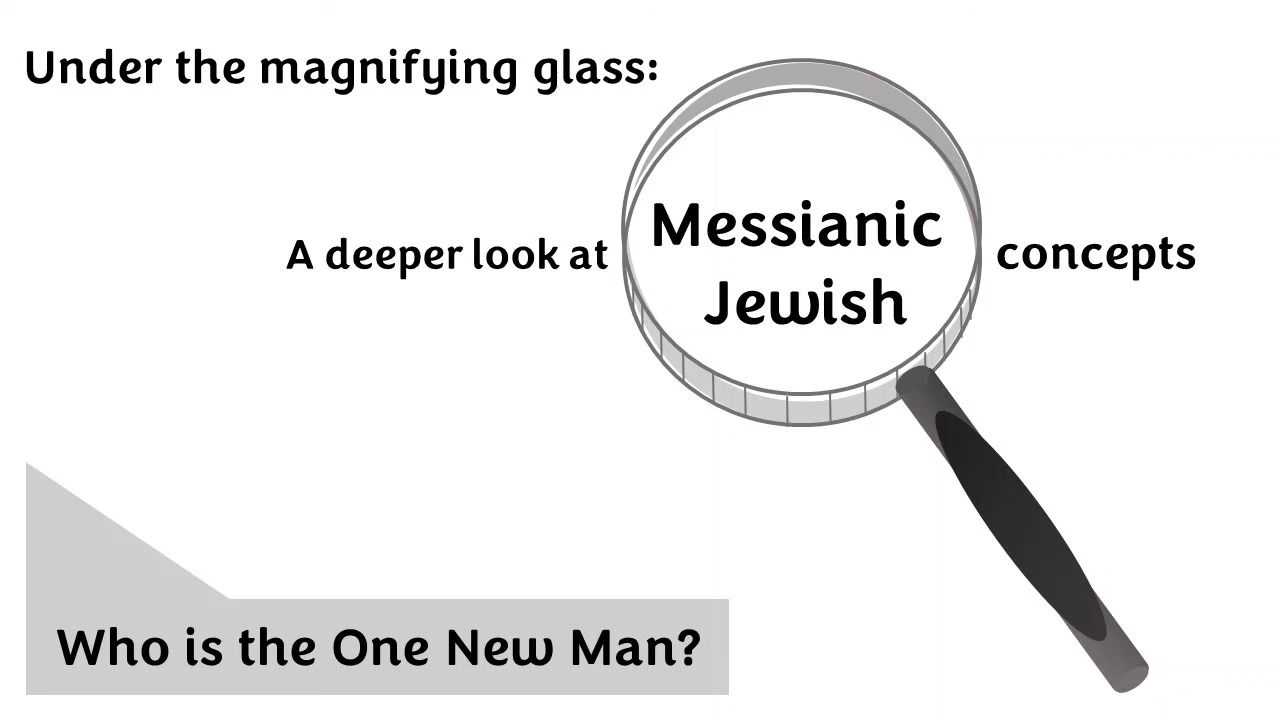 Under the magnifying glass:
A deeper look at Messianic Jewish concepts
Who is the One New Man?